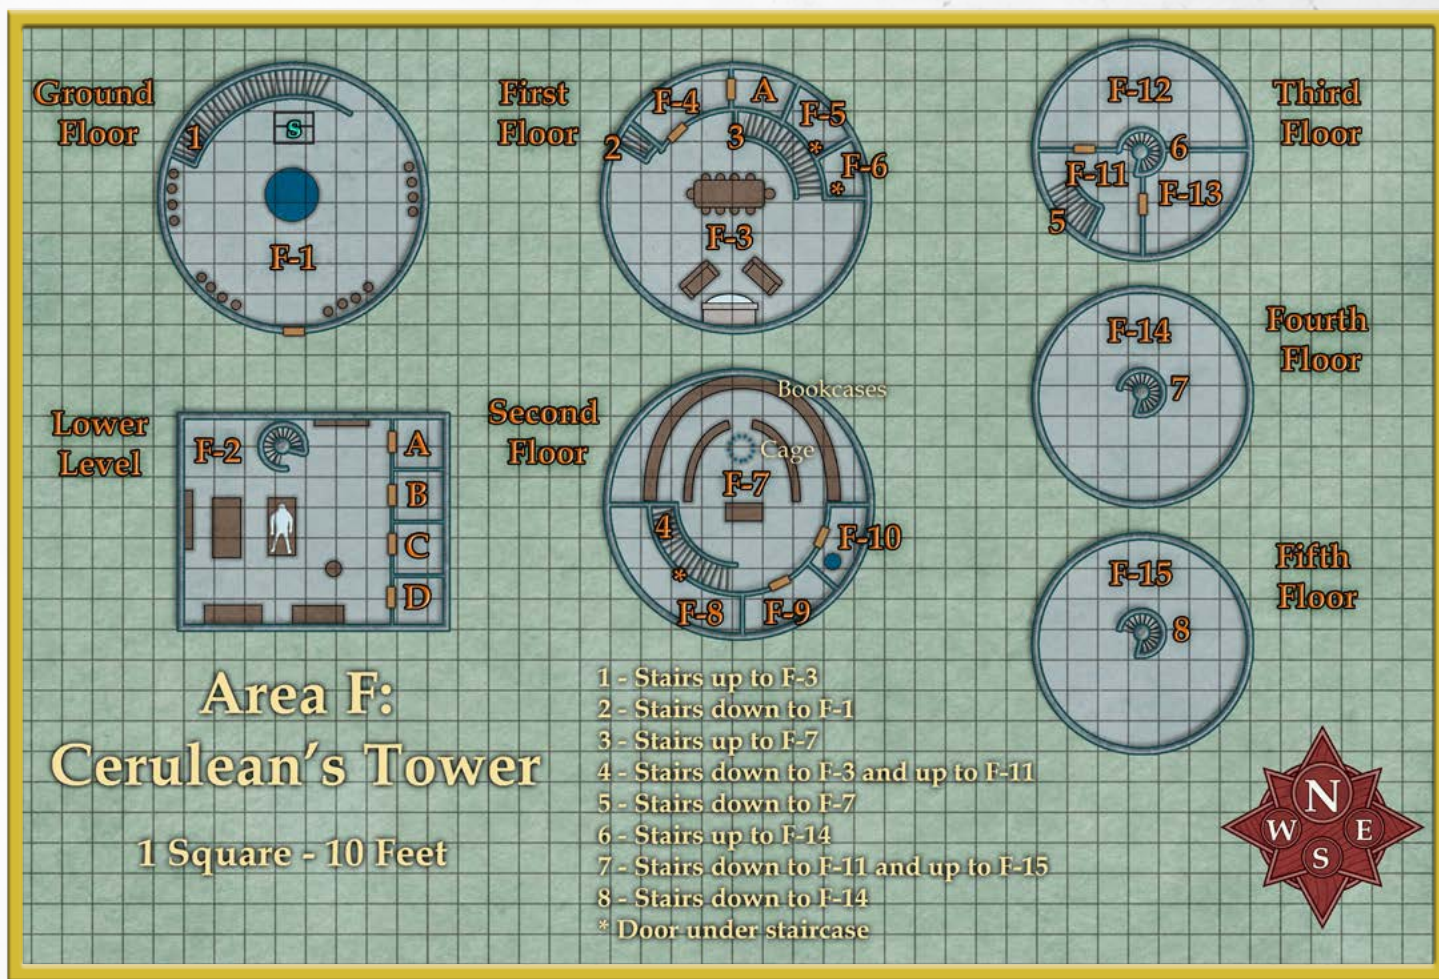 Ground
Floor
1
S
F-1
First
Floor
F-4
A
F-5
2
3
*
F-6
*
F-3
F-12
Third
Floor
6
F-11
F-13
5
F-14
Fourth
Floor
7
Lower
Level
F-2
A
B
C
D
Second
Floor
Bookcases
Cage
F-7
4
F-10
*
F-8
F-9
F-15
Fifth
Floor
8
Area F:
Cerulean's Tower
1 Square - 10 Feet
1 - Stairs up to F-3
2 - Stairs down to F-1
3 - Stairs up to F-7
4 - Stairs down to F-3 and up to F-11
5 - Stairs down to F-7
6 - Stairs up to F-14
7 - Stairs down to F-11 and up to F-15
8 - Stairs down to F-14
* Door under staircase
N
W
E
S